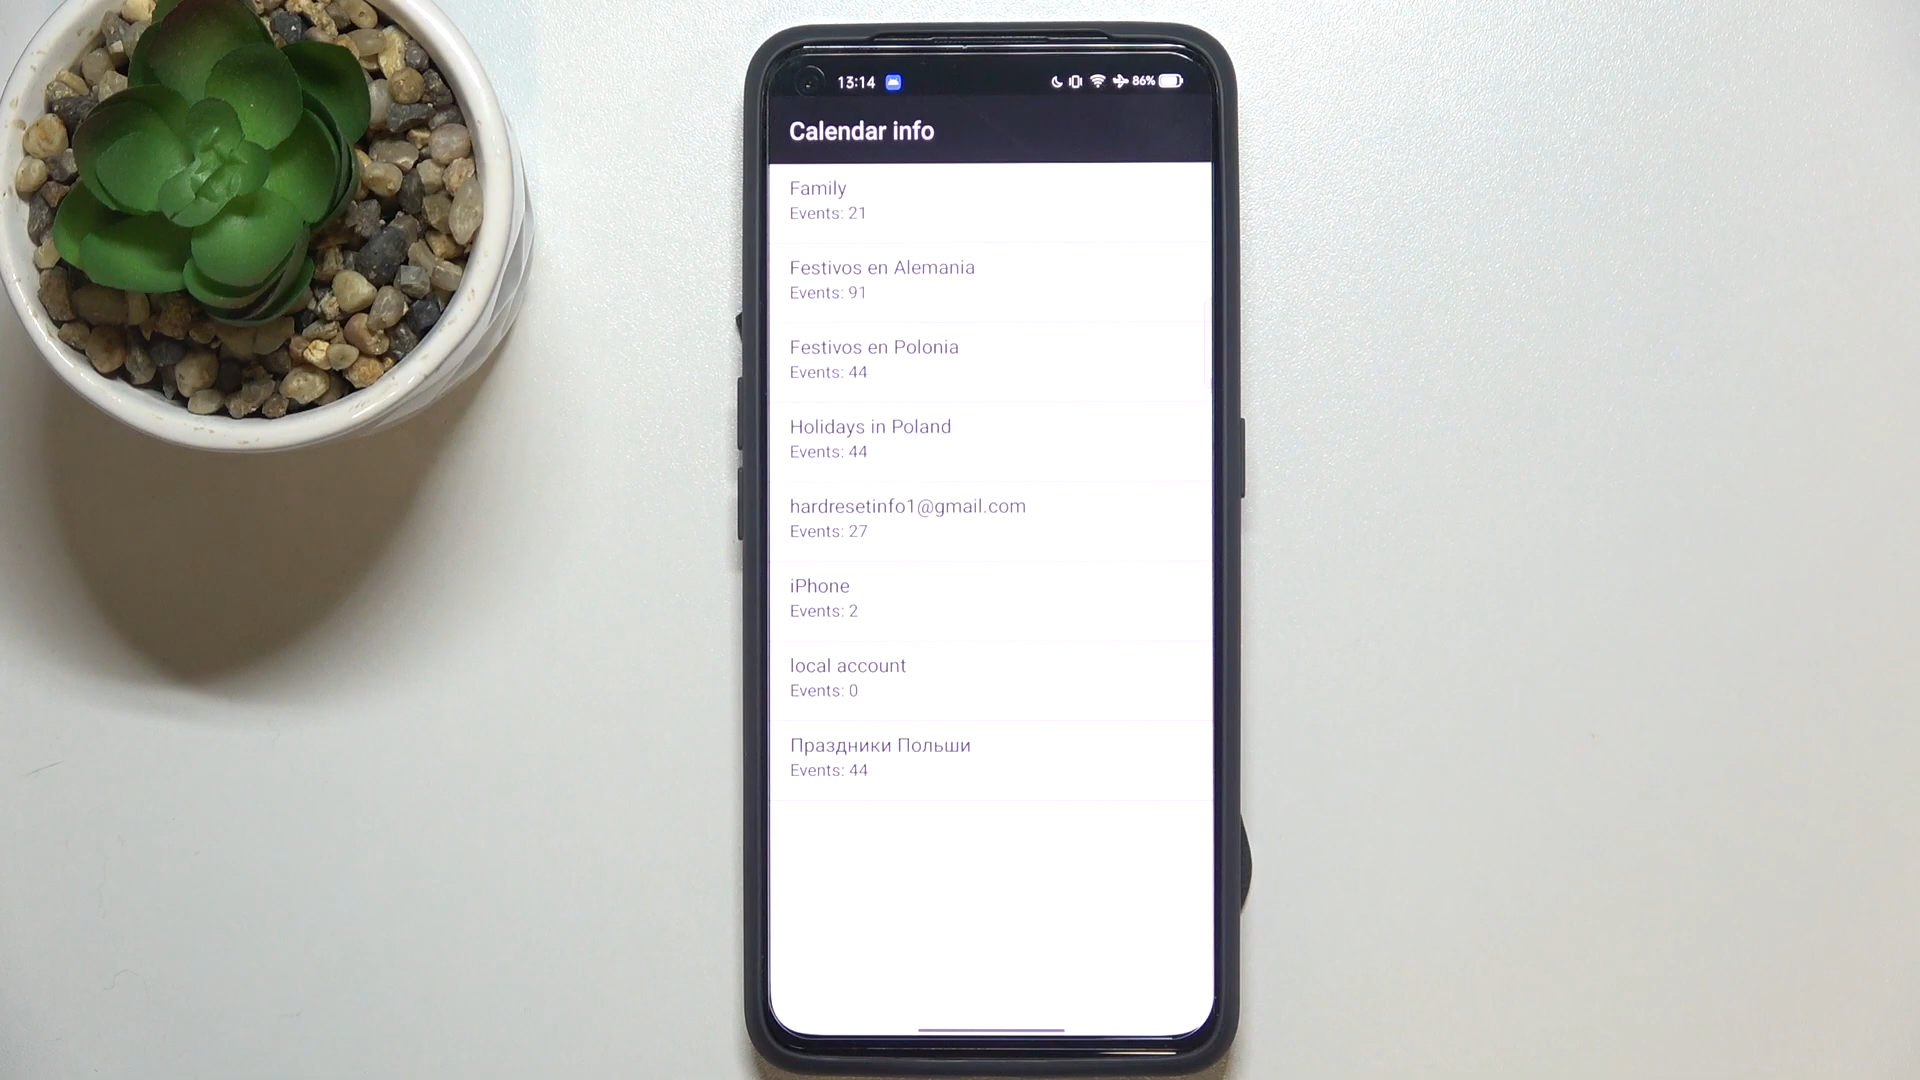 13:14
86%
Calendar info
Family
Events: 21
Festivos en Alemania
Events: 91
Festivos en Polonia
Events: 44
Holidays in Poland
Events: 44
hardresetinfo1@gmail.com
Events: 27
iPhone
Events: 2
local account
Events: 0
Праздники Польши
Events: 44